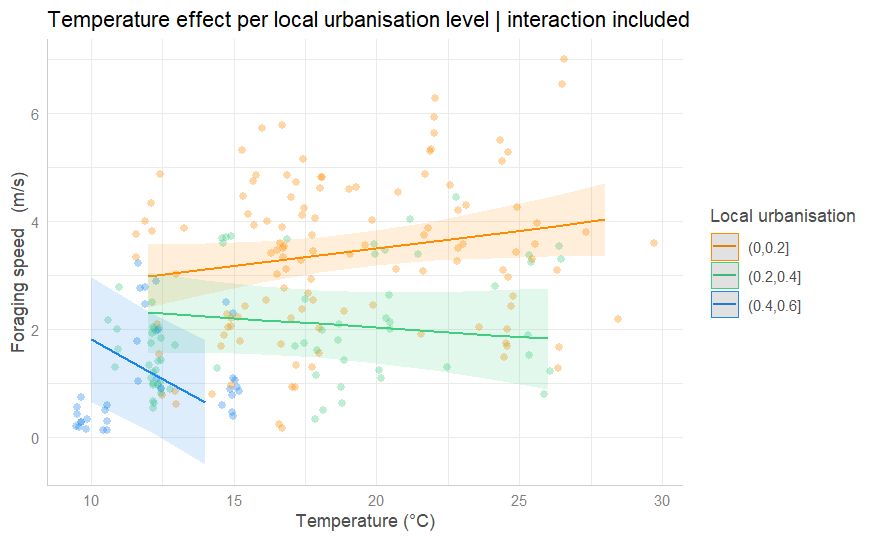 Temperature effect per local urbanisation level | interaction included
Foraging speed (m/s)
6
4
2
0
10 15 20 25 30
Temperature (°C)
Local urbanisation
(0,0.2]
(0.2,0.4]
(0.4,0.6]